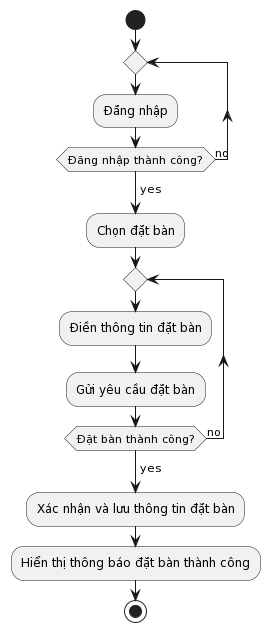 Đăng nhập
Đăng nhập thành công?
no
yes
Chọn đặt bàn
Điền thông tin đặt bàn
Gửi yêu cầu đặt bàn
Đặt bàn thành công?
no
yes
Xác nhận và lưu thông tin đặt bàn
Hiển thị thông báo đặt bàn thành công